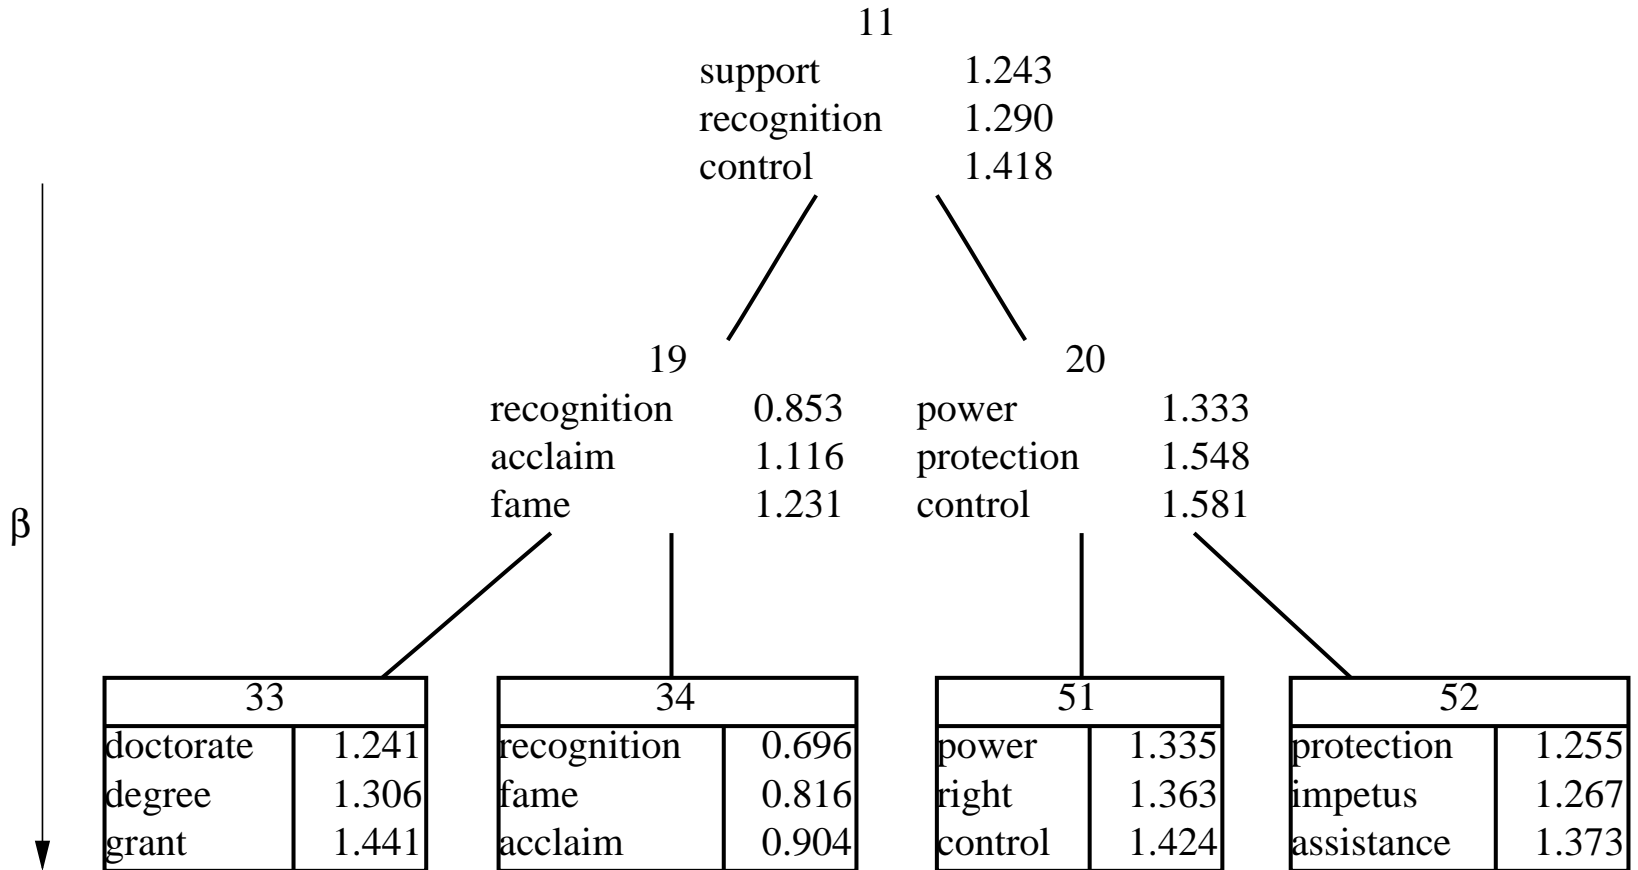 11
support 1.243
recognition 1.290
control 1.418
19 20
recognition 0.853 power 1.333
acclaim 1.116 protection 1.548
fame 1.231 control 1.581
β
33 34 51 52
doctorate 1.241 recognition 0.696 power 1.335 protection 1.255
degree 1.306 fame 0.816 right 1.363 impetus 1.267
grant 1.441 acclaim 0.904 control 1.424 assistance 1.373